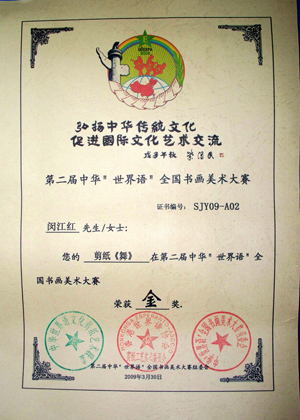 弘扬中华传统文化
促进国际文化艺术交流
戊子年秋
第二届中华“世界语”全国书画美术大赛
证书编号：SJY09-A02
闵江红 先生/女士：
您的 剪纸《舞》 在第二届中华“世界语”全
国书画美术大赛
荣获 金 奖.
第二届中华“世界语”全国书画美术大赛组委会
2009年3月30日